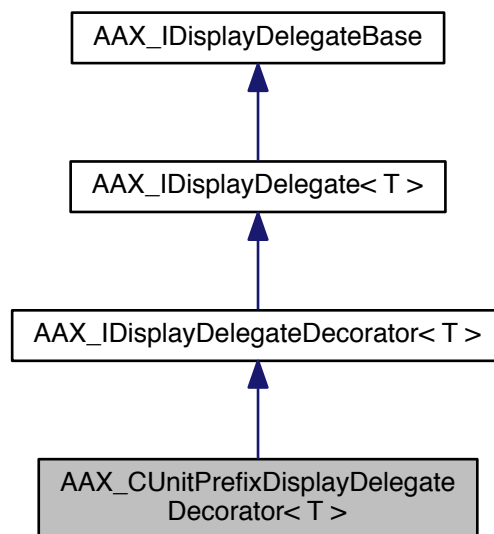 AAX_IDisplayDelegateBase
AAX_IDisplayDelegate< T >
AAX_IDisplayDelegateDecorator< T >
AAX_CUnitPrefixDisplayDelegate
Decorator< T >